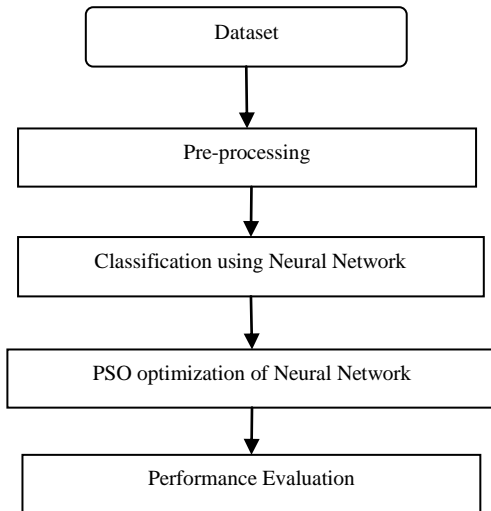 Dataset
Pre-processing
Classification using Neural Network
PSO optimization of Neural Network
Performance Evaluation